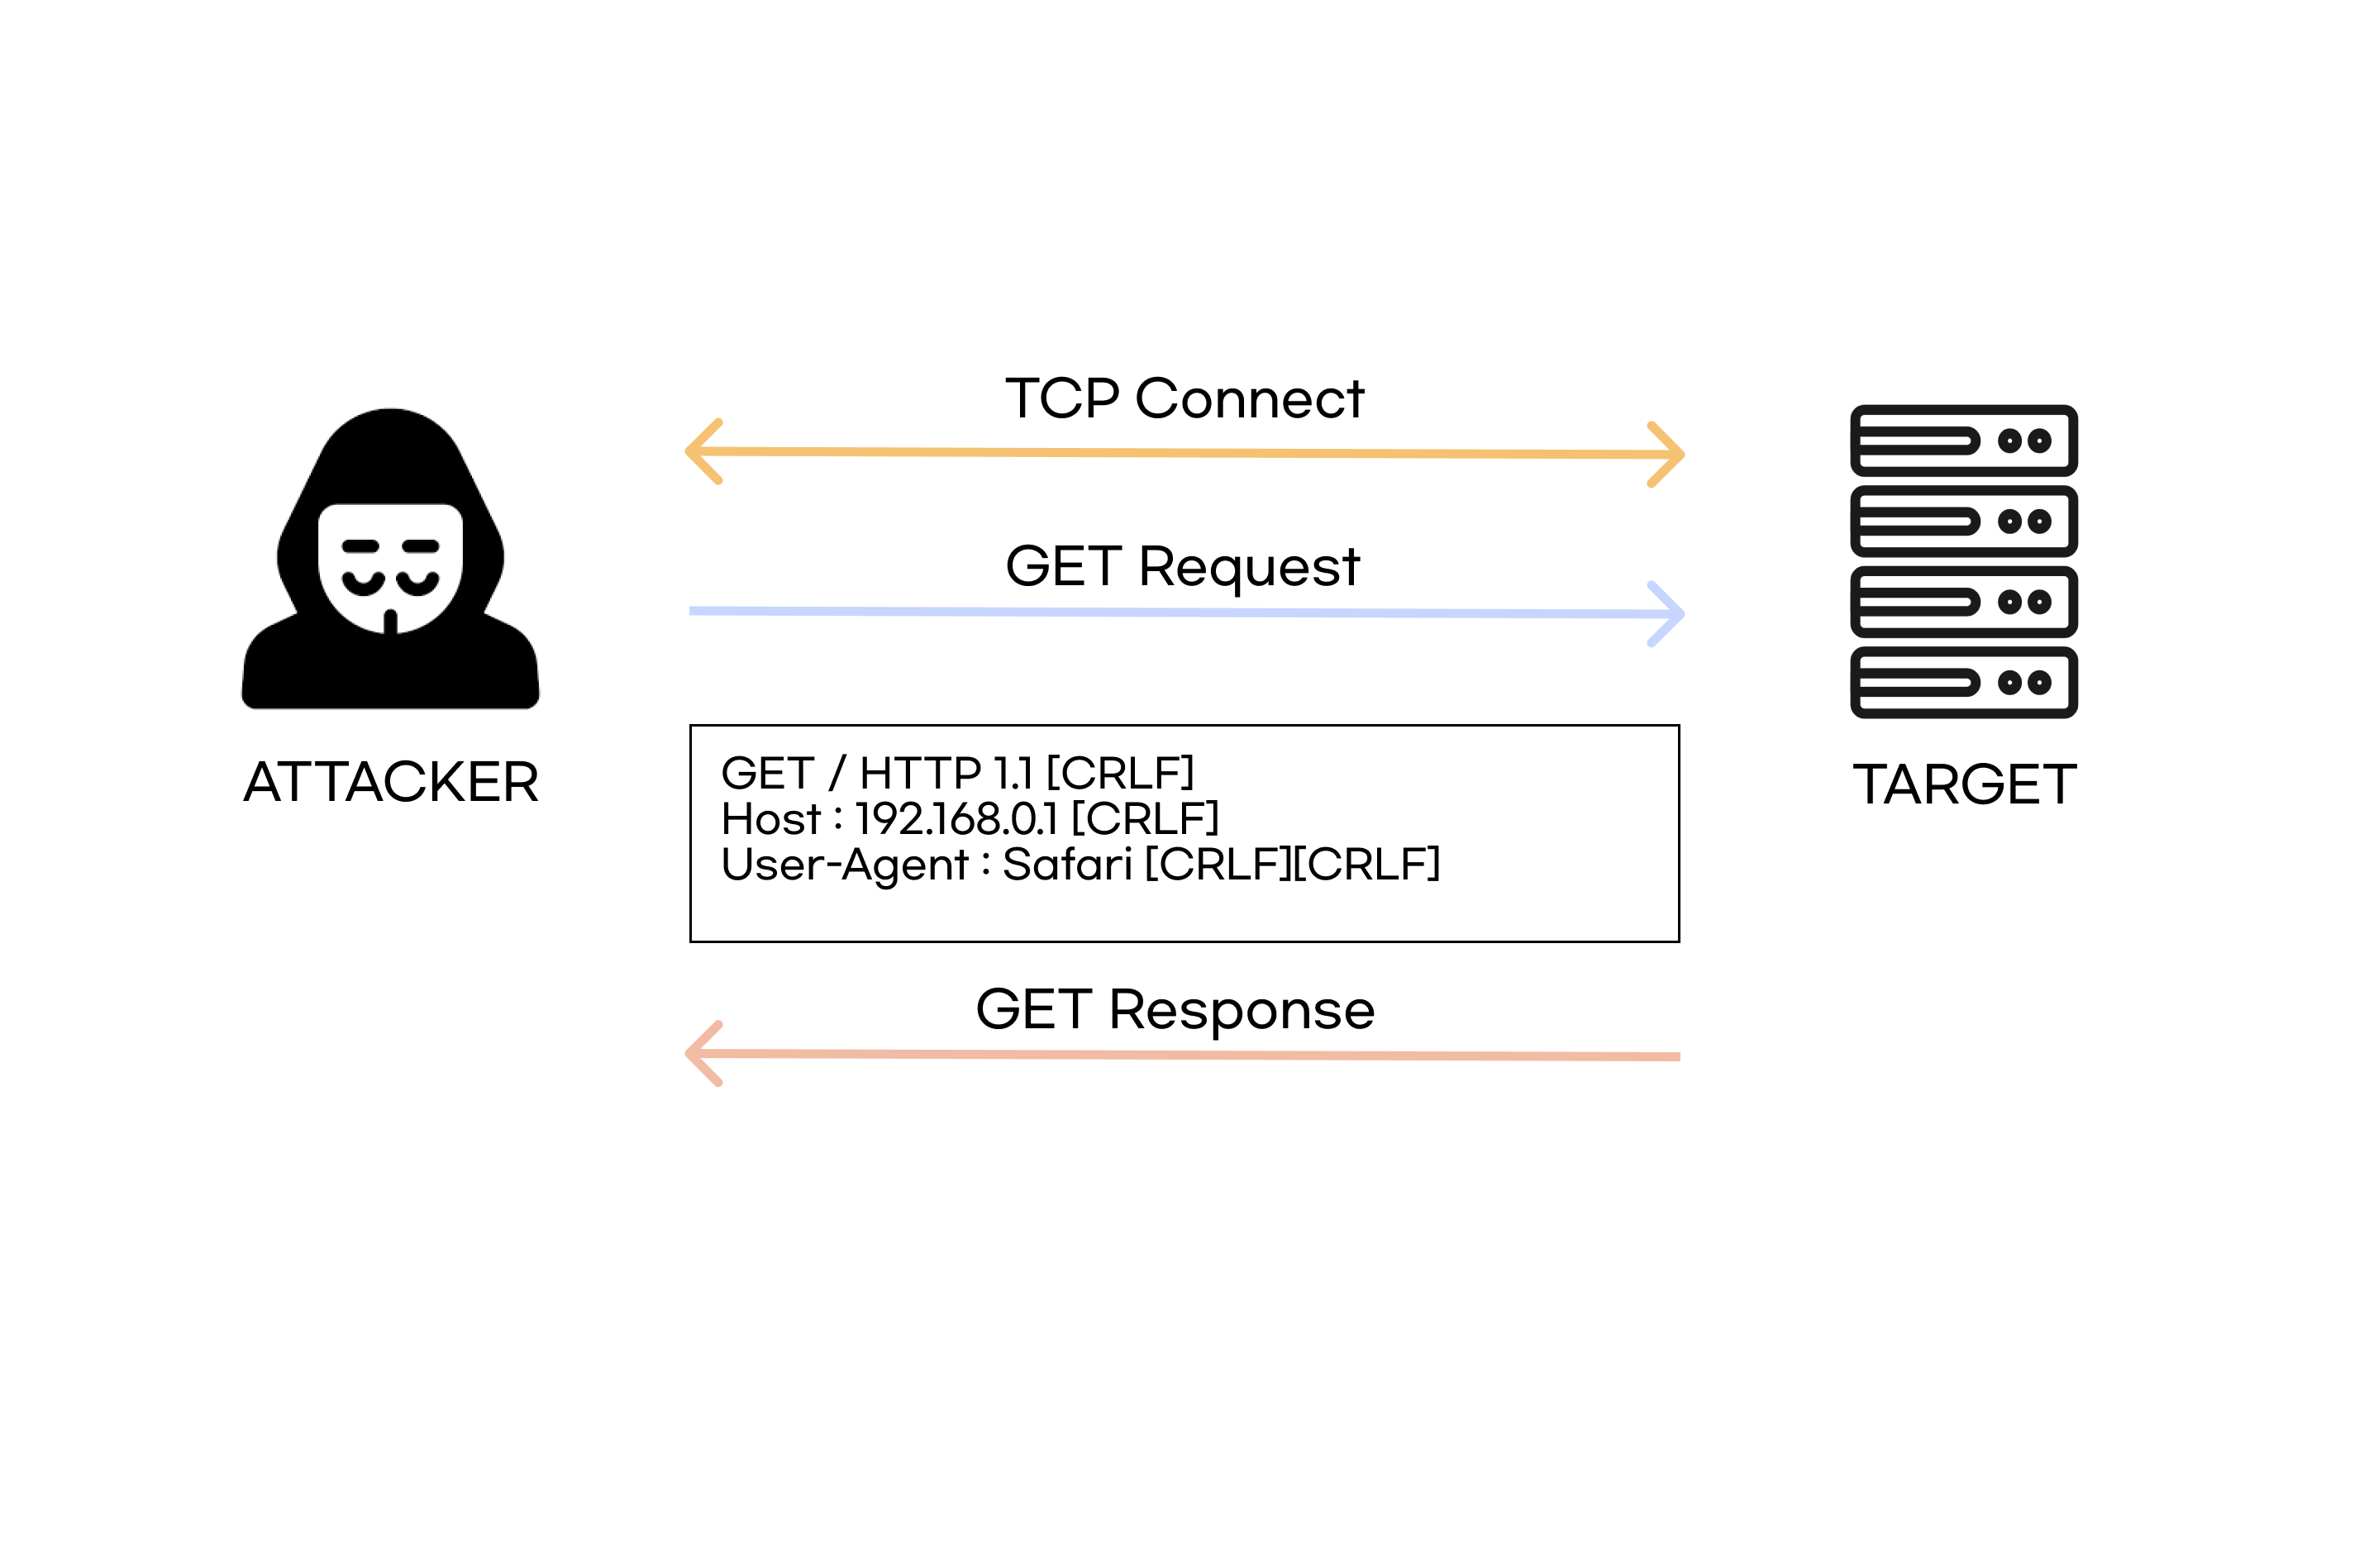 TCP Connect
GET Request
ATTACKER
TARGET
GET / HTTP 1.1 [CRLF]
Host : 192.168.0.1 [CRLF]
User-Agent : Safari [CRLF][CRLF]
GET Response